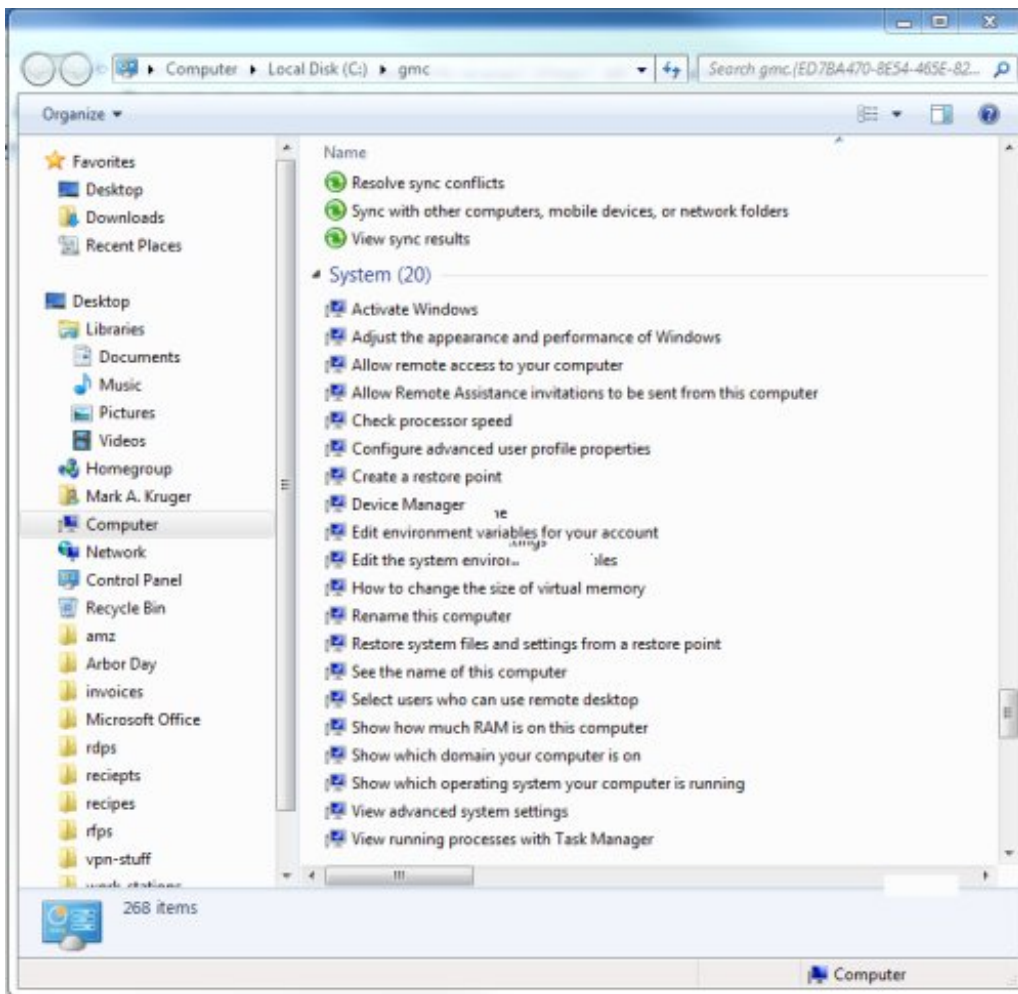 Computer ▸ Local Disk (C:) ▸ gmc
Search gmc.(ED7BA470-8E54-465E-82...
Organize
Favorites
Desktop
Downloads
Recent Places
Desktop
Libraries
Documents
Music
Pictures
Videos
Homegroup
Mark A. Kruger
Computer
Network
Control Panel
Recycle Bin
amz
Arbor Day
invoices
Microsoft Office
rdps
reciepts
recipes
rfps
vpn-stuff
Name
Resolve sync conflicts
Sync with other computers, mobile devices, or network folders
View sync results
System (20)
Activate Windows
Adjust the appearance and performance of Windows
Allow remote access to your computer
Allow Remote Assistance invitations to be sent from this computer
Check processor speed
Configure advanced user profile properties
Create a restore point
Device Manager
Edit environment variables for your account
Edit the system
How to change the size of virtual memory
Rename this computer
Restore system files and settings from a restore point
See the name of this computer
Select users who can use remote desktop
Show how much RAM is on this computer
Show which domain your computer is on
Show which operating system your computer is running
View advanced system settings
View running processes with Task Manager
268 items
Computer